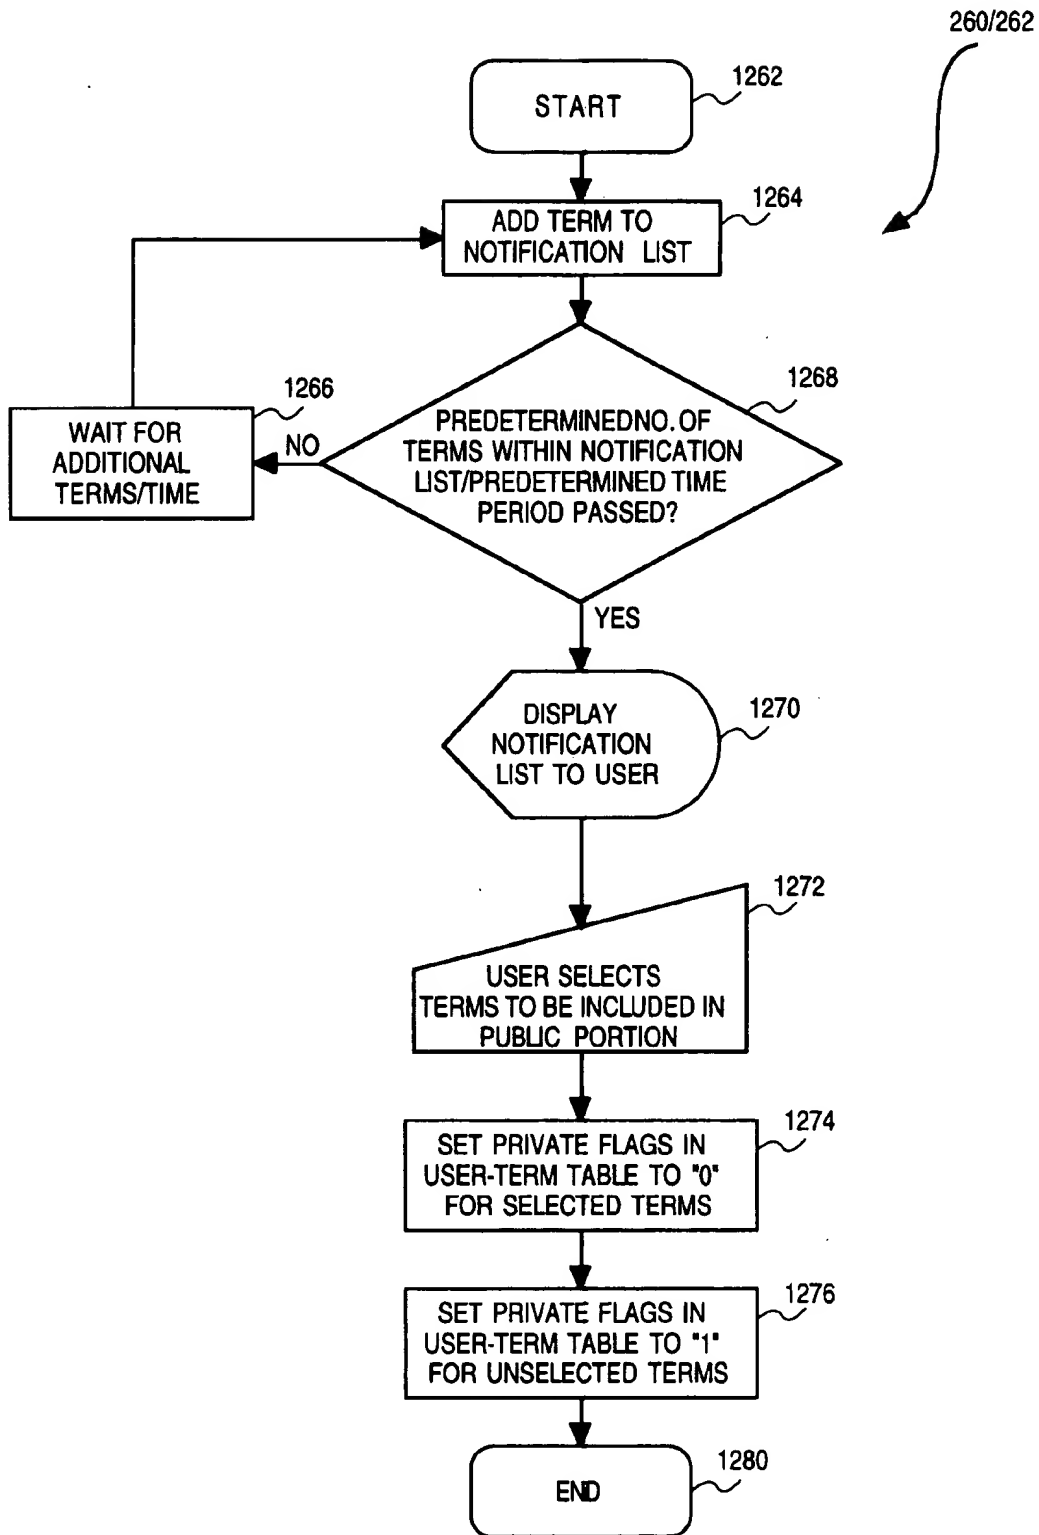 260/262
1262
START
1264
ADD TERM TO
NOTIFICATION LIST
1266
WAIT FOR
ADDITIONAL
TERMS/TIME
NO
1268
PREDETERMINEDNO. OF
TERMS WITHIN NOTIFICATION
LIST/PREDETERMINED TIME
PERIOD PASSED?
YES
1270
DISPLAY
NOTIFICATION
LIST TO USER
1272
USER SELECTS
TERMS TO BE INCLUDED IN
PUBLIC PORTION
1274
SET PRIVATE FLAGS IN
USER-TERM TABLE TO "0"
FOR SELECTED TERMS
1276
SET PRIVATE FLAGS IN
USER-TERM TABLE TO "1"
FOR UNSELECTED TERMS
1280
END